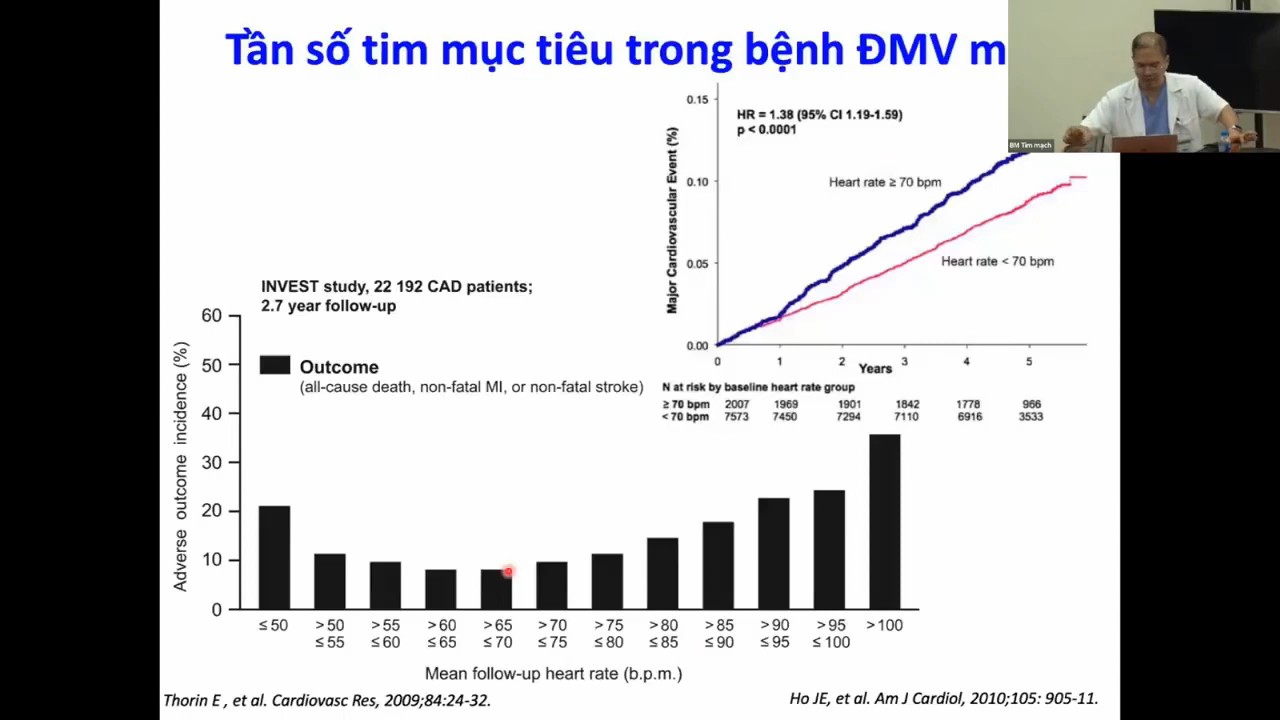 Tần số tim mục tiêu trong bệnh ĐMV m
BM Tim mạch
0.15
0.10
0.05
0.00
Major Cardiovascular Event (%)
HR = 1.38 (95% CI 1.19-1.59)
p < 0.0001
Heart rate ≥ 70 bpm
Heart rate < 70 bpm
0 1 2 3 4 5
Years
N at risk by baseline heart rate group
≥ 70 bpm 2007 1969 1901 1842 1778 966
< 70 bpm 7573 7450 7294 7110 6916 3533
INVEST study, 22 192 CAD patients;
2.7 year follow-up
Outcome
(all-cause death, non-fatal MI, or non-fatal stroke)
Adverse outcome incidence (%)
60
50
40
30
20
10
0
≤ 50 > 50 > 55 > 60 > 65 > 70 > 75 > 80 > 85 > 90 > 95 > 100
≤ 55 ≤ 60 ≤ 65 ≤ 70 ≤ 75 ≤ 80 ≤ 85 ≤ 90 ≤ 95 ≤ 100
Mean follow-up heart rate (b.p.m.)
Thorin E , et al. Cardiovasc Res, 2009;84:24-32.
Ho JE, et al. Am J Cardiol, 2010;105: 905-11.